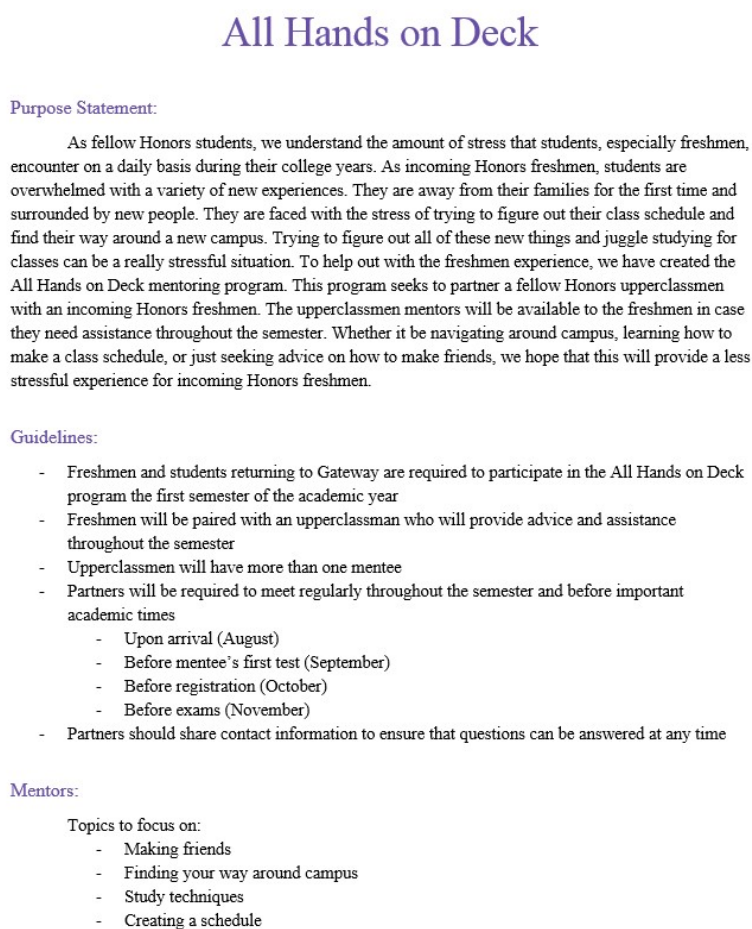 All Hands on Deck
Purpose Statement:
As fellow Honors students, we understand the amount of stress that students, especially freshmen,
encounter on a daily basis during their college years. As incoming Honors freshmen, students are
overwhelmed with a variety of new experiences. They are away from their families for the first time and
surrounded by new people. They are faced with the stress of trying to figure out their class schedule and
find their way around a new campus. Trying to figure out all of these new things and juggle studying for
classes can be a really stressful situation. To help out with the freshmen experience, we have created the
All Hands on Deck mentoring program. This program seeks to partner a fellow Honors upperclassmen
with an incoming Honors freshmen. The upperclassmen mentors will be available to the freshmen in case
they need assistance throughout the semester. Whether it be navigating around campus, learning how to
make a class schedule, or just seeking advice on how to make friends, we hope that this will provide a less
stressful experience for incoming Honors freshmen.
Guidelines:
- Freshmen and students returning to Gateway are required to participate in the All Hands on Deck
program the first semester of the academic year
- Freshmen will be paired with an upperclassman who will provide advice and assistance
throughout the semester
- Upperclassmen will have more than one mentee
- Partners will be required to meet regularly throughout the semester and before important
academic times
- Upon arrival (August)
- Before mentee’s first test (September)
- Before registration (October)
- Before exams (November)
- Partners should share contact information to ensure that questions can be answered at any time
Mentors:
Topics to focus on:
- Making friends
- Finding your way around campus
- Study techniques
- Creating a schedule